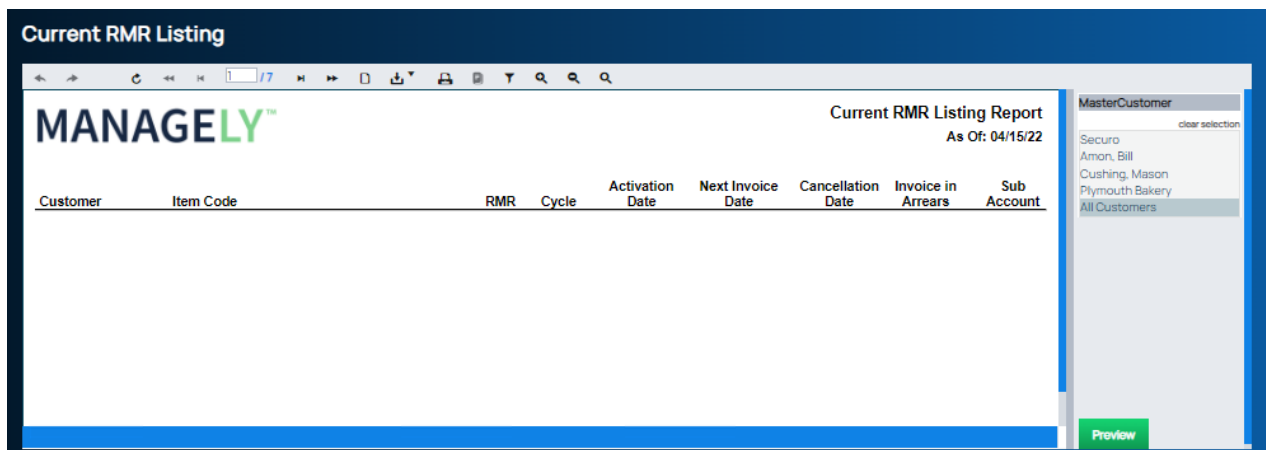 Current RMR Listing
1 / 7
MANAGELY™
Current RMR Listing Report
As Of: 04/15/22
Customer Item Code RMR Cycle Activation Date Next Invoice Date Cancellation Date Invoice in Arrears Sub Account
MasterCustomer
clear selection
Securo
Amon, Bill
Cushing, Mason
Plymouth Bakery
All Customers
Preview